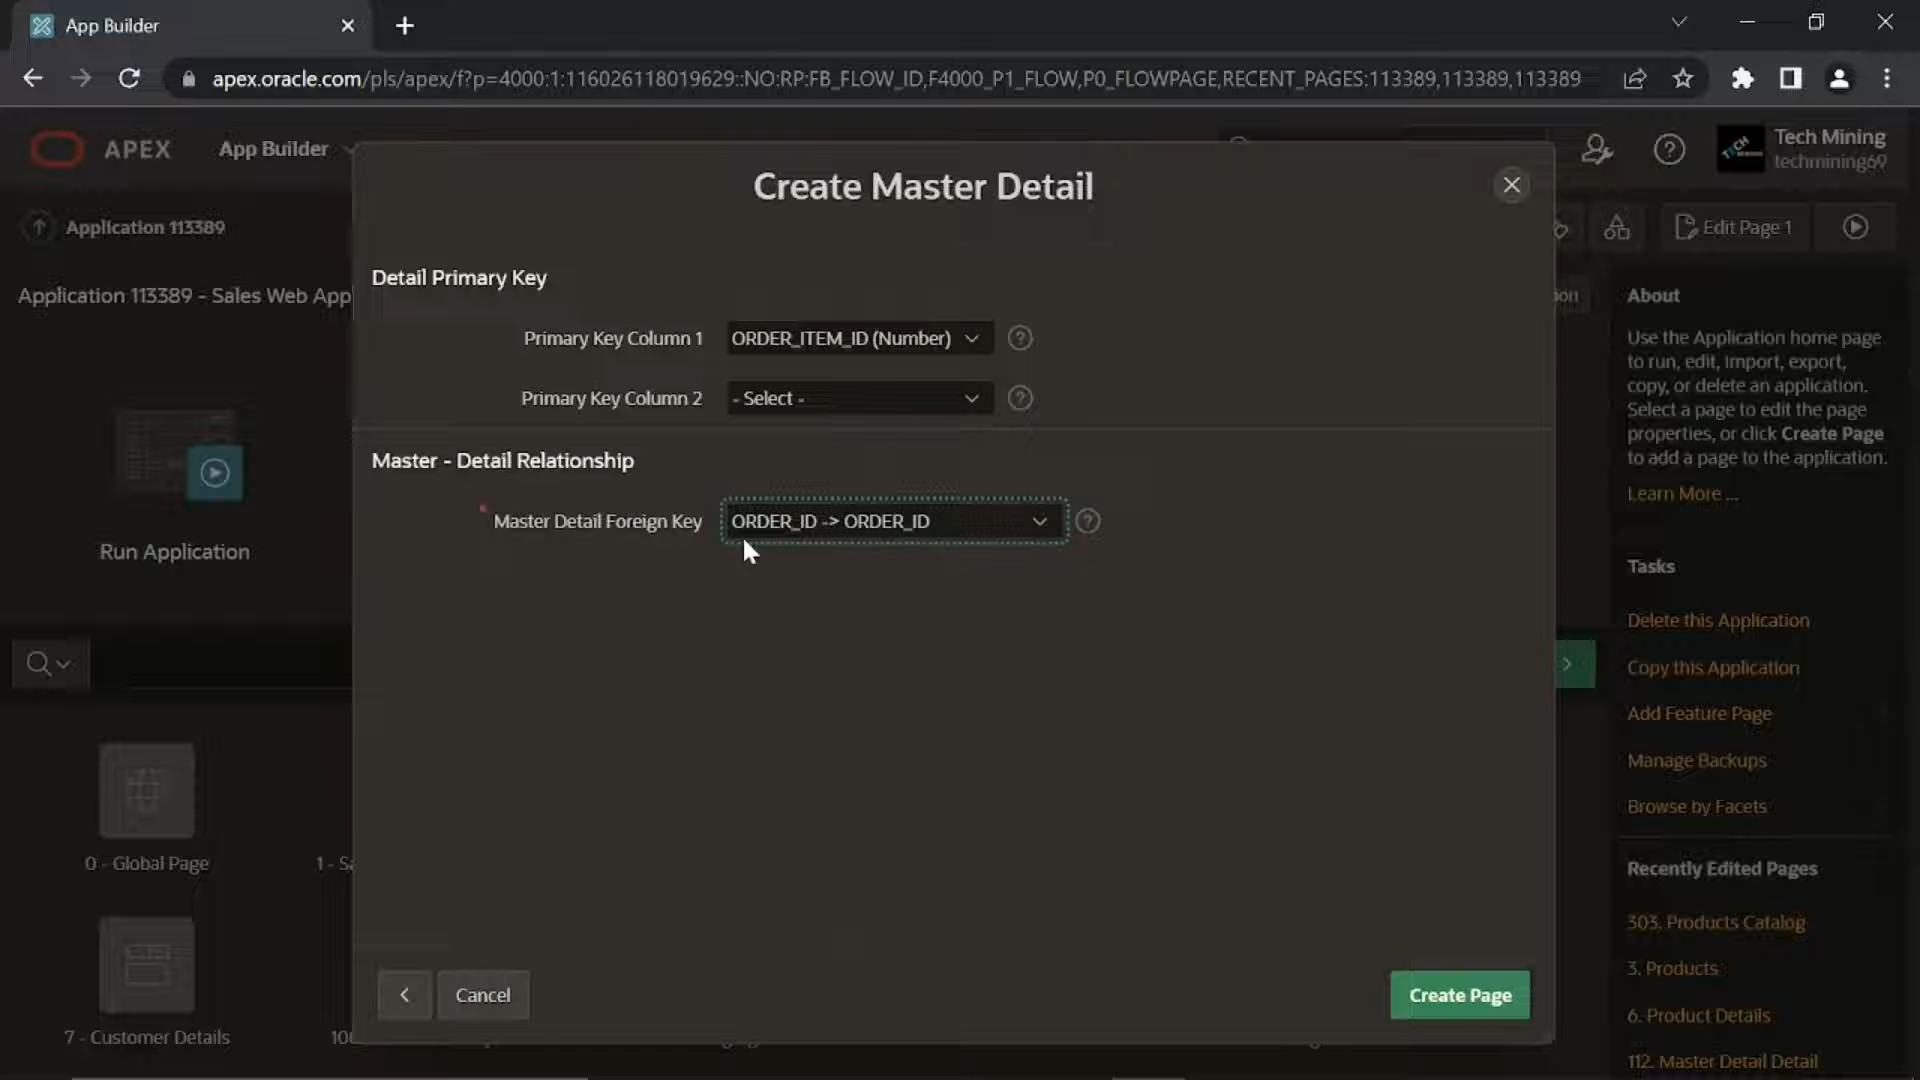 App Builder
apex.oracle.com/pls/apex/f?p=4000:1:116026118019629::NO:RP:FB_FLOW_ID,F4000_P1_FLOW,P0_FLOWPAGE,RECENT_PAGES:113389,113389,113389
APEX
App Builder
Tech Mining
techmining69
Create Master Detail
Application 113389
Edit Page 1
Application 113389 - Sales Web App
Detail Primary Key
Primary Key Column 1
ORDER_ITEM_ID (Number)
Primary Key Column 2
- Select -
Master - Detail Relationship
Master Detail Foreign Key
ORDER_ID -> ORDER_ID
Run Application
About
Use the Application home page
to run, edit, import, export,
copy, or delete an application.
Select a page to edit the page
properties, or click Create Page
to add a page to the application.
Learn More ...
Tasks
Delete this Application
Copy this Application
Add Feature Page
Manage Backups
Browse by Facets
0 - Global Page
1 - Sa
Recently Edited Pages
303. Products Catalog
3. Products
6. Product Details
112. Master Detail Detail
7 - Customer Details
10
Cancel
Create Page